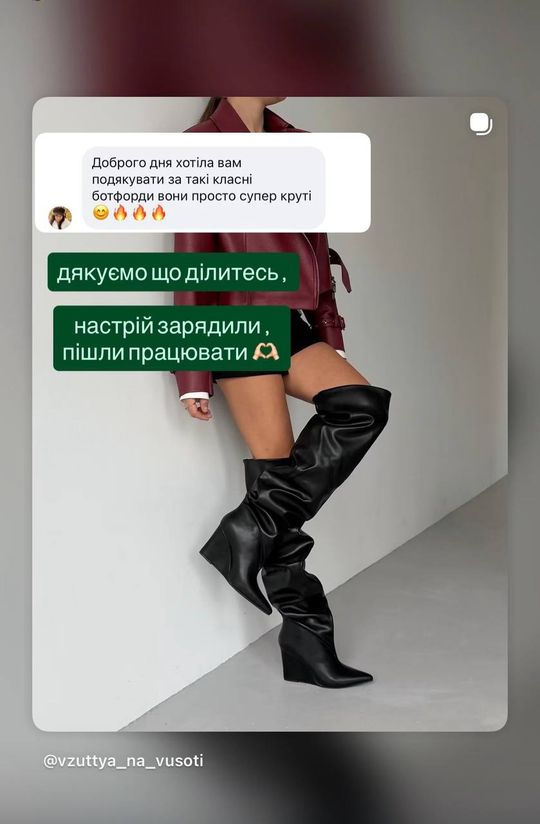 Доброго дня хотіла вам
подякувати за такі класні
ботфорди вони просто супер круті
😊🔥🔥🔥
дякуємо що ділитесь,
настрій зарядили,
пішли працювати 🫶🏻
@vzuttya_na_vusoti